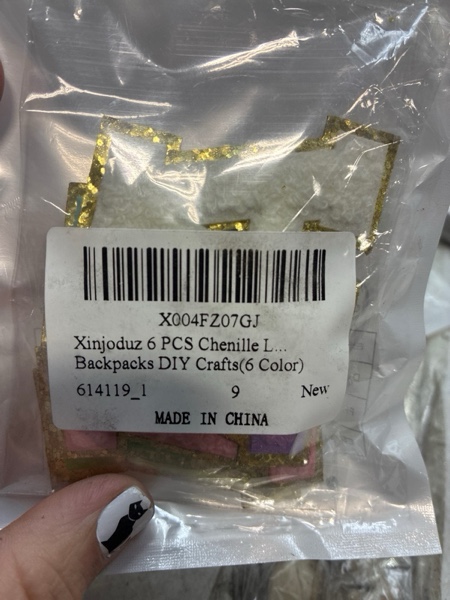 X004FZ07GJ
Xinjoduz 6 PCS Chenille L...
Backpacks DIY Crafts(6 Color)
614119_1 9 New
MADE IN CHINA